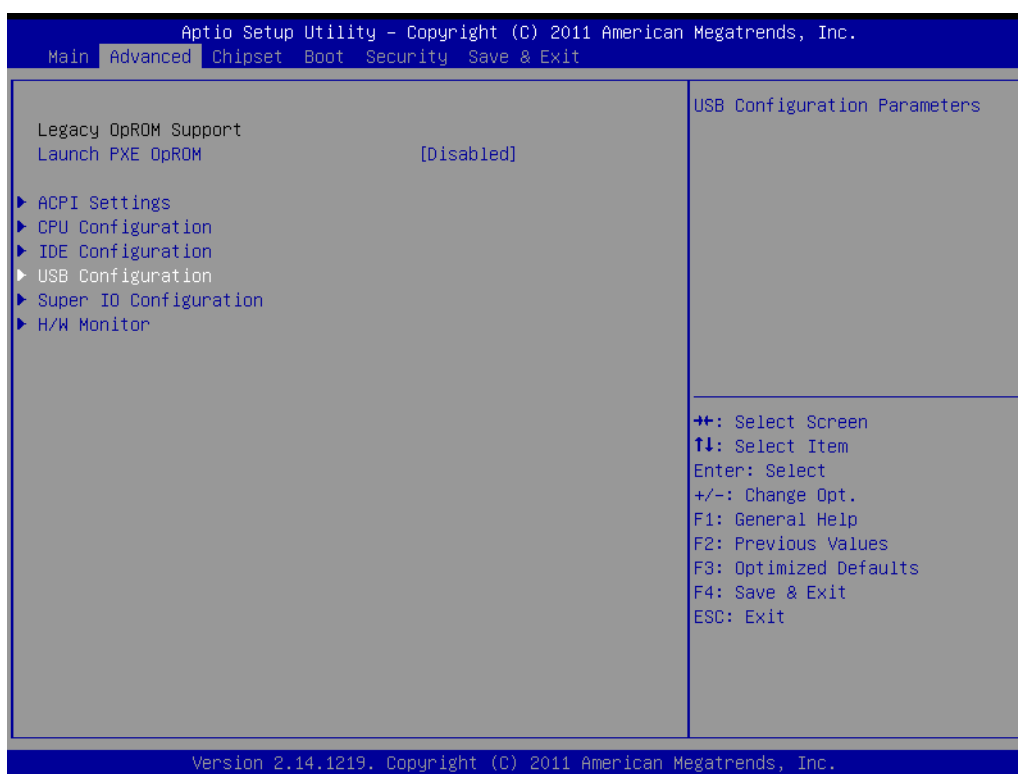 Aptio Setup Utility – Copyright (C) 2011 American Megatrends, Inc.
Main Advanced Chipset Boot Security Save & Exit
Legacy OpROM Support
Launch PXE OpROM [Disabled]
▶ ACPI Settings
▶ CPU Configuration
▶ IDE Configuration
▶ USB Configuration
▶ Super IO Configuration
▶ H/W Monitor
USB Configuration Parameters
→←: Select Screen
↑↓: Select Item
Enter: Select
+/-: Change Opt.
F1: General Help
F2: Previous Values
F3: Optimized Defaults
F4: Save & Exit
ESC: Exit
Version 2.14.1219. Copyright (C) 2011 American Megatrends, Inc.